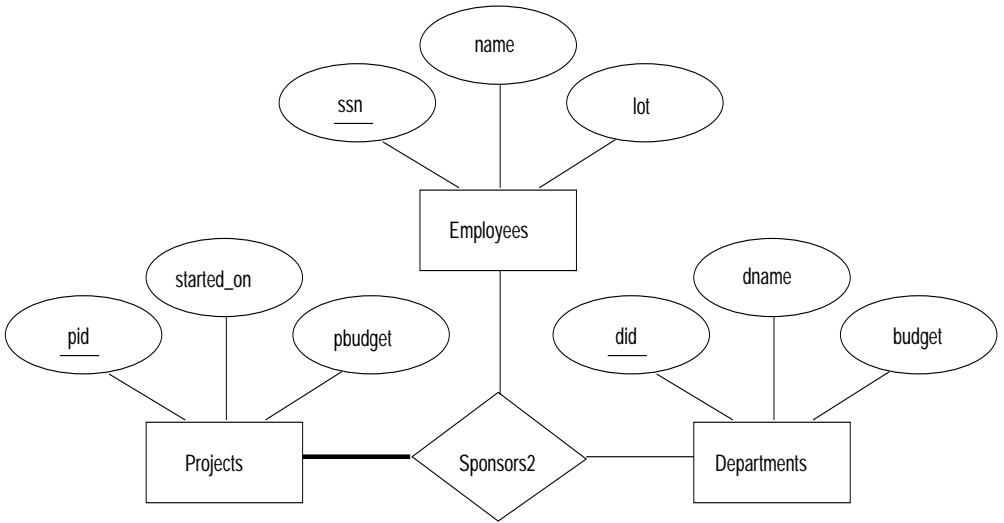 name
ssn
lot
Employees
started_on
dname
pid
pbudget
did
budget
Projects
Sponsors2
Departments